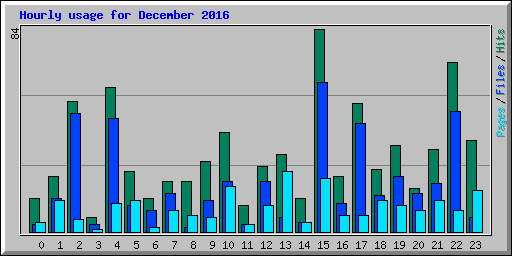 Hourly usage for December 2016
84
Pages / Files / Hits
0 1 2 3 4 5 6 7 8 9 10 11 12 13 14 15 16 17 18 19 20 21 22 23